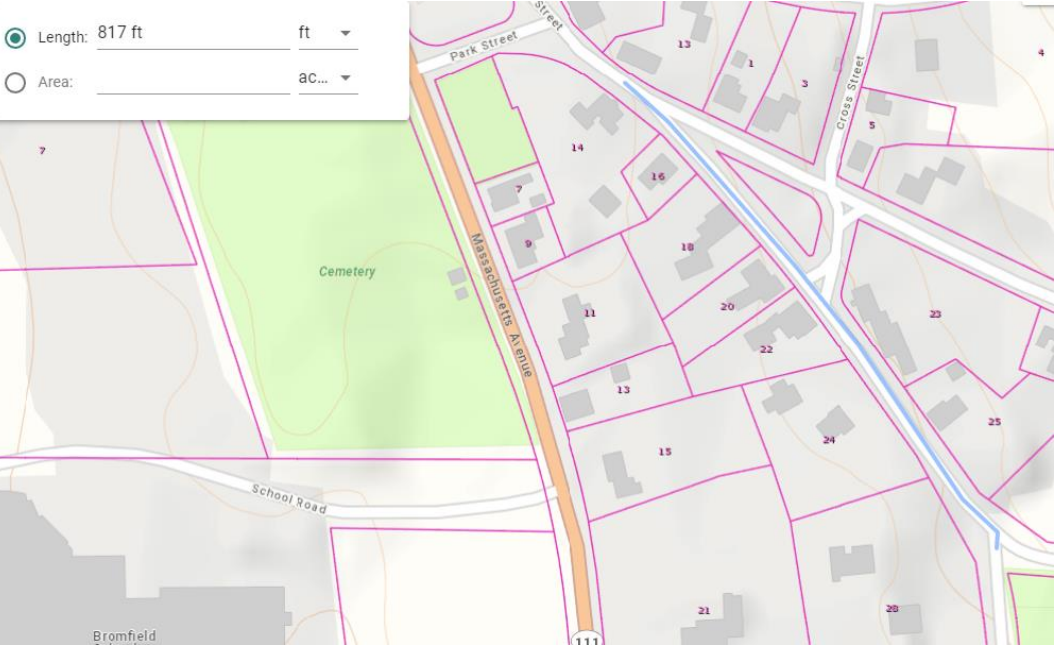 Length: 817 ft ft
Area: ac...
Street
Park Street
13
1
3
4
Cross Street
5
7
14
16
7
9
18
Cemetery
Massachusetts Avenue
20
11
23
22
13
25
24
15
School Road
21
28
Bromfield
111